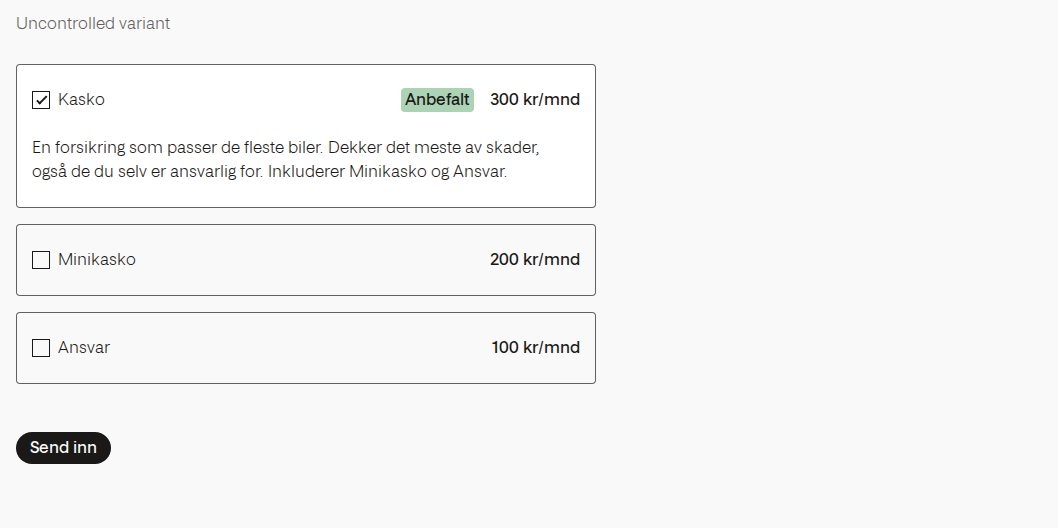 Uncontrolled variant
Kasko Anbefalt 300 kr/mnd
En forsikring som passer de fleste biler. Dekker det meste av skader,
også de du selv er ansvarlig for. Inkluderer Minikasko og Ansvar.
Minikasko 200 kr/mnd
Ansvar 100 kr/mnd
Send inn